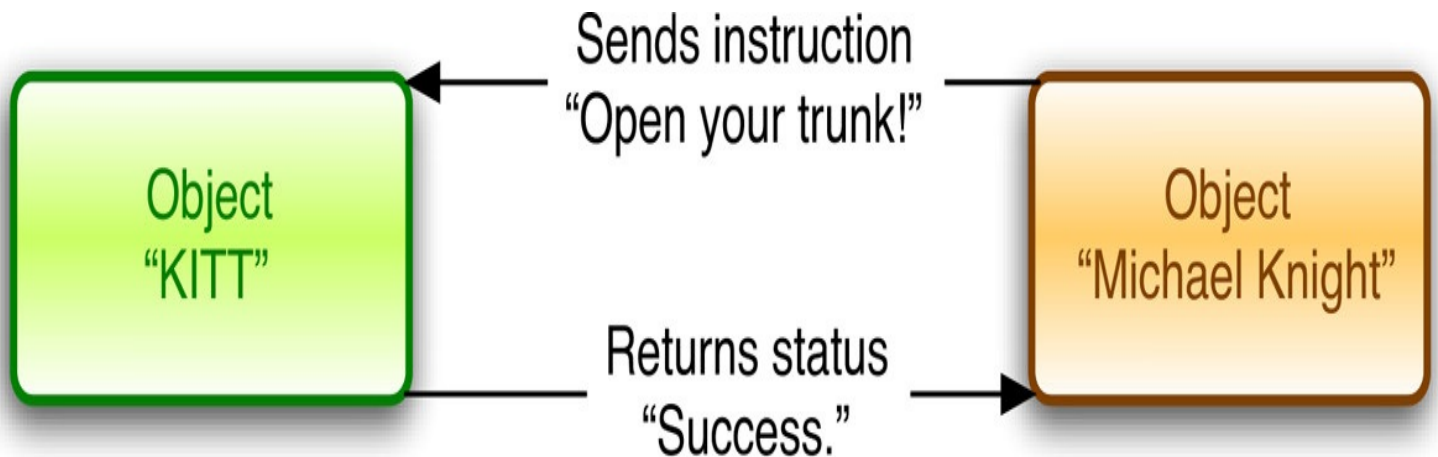 Sends instruction
“Open your trunk!”
Object
“KITT”
Object
“Michael Knight”
Returns status
“Success.”